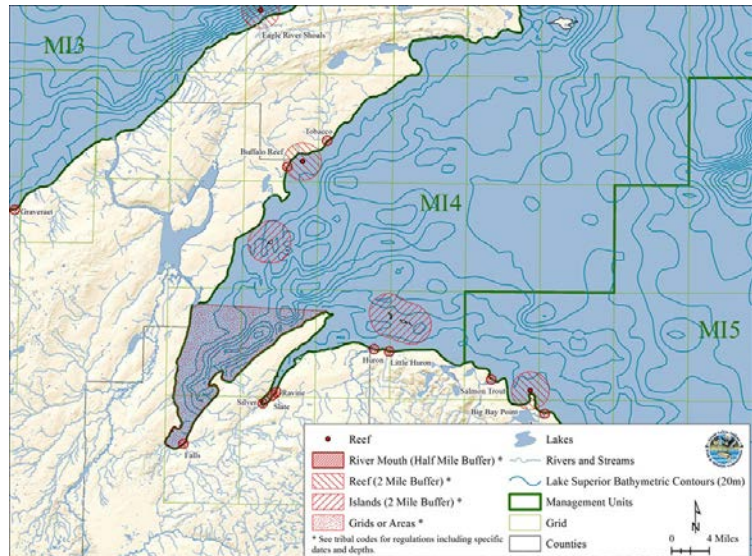 Eagle River Shoals
MI3
Tobacco
Buffalo Reef
Graveraet
MI4
MI5
Huron
Little Huron
Salmon Trout
Ravine
Silver
Slate
Big Bay Point
Falls
Reef
River Mouth (Half Mile Buffer) *
Reef (2 Mile Buffer) *
Islands (2 Mile Buffer) *
Grids or Areas *
* See tribal codes for regulations including specific
dates and depths.
Lakes
Rivers and Streams
Lake Superior Bathymetric Contours (20m)
Management Units
Grid
Counties
N
0 4 Miles